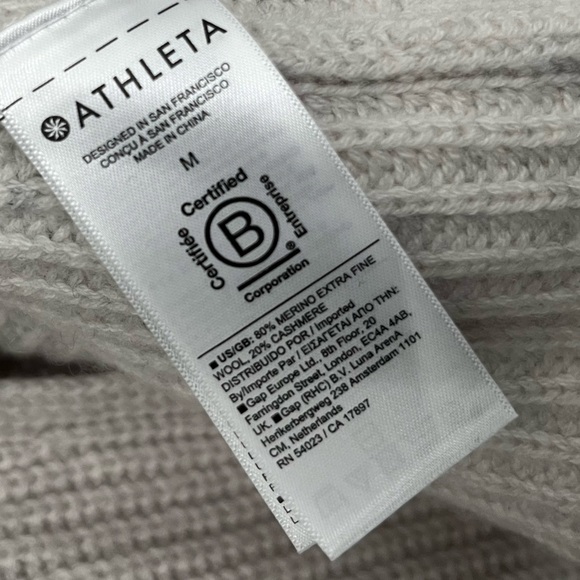 ATHLETA
DESIGNED IN SAN FRANCISCO
CONÇU À SAN FRANCISCO
MADE IN CHINA
M
Certified
Certifiée
B
Entreprise
®
Corporation
■ US/GB: 80% MERINO EXTRA FINE
WOOL, 20% CASHMERE
DISTRIBUIDO POR / Imported
By/Importe Par / ΕΙΣΑΓΕΤΑΙ ΑΠΟ ΤΗΝ:
■Gap Europe Ltd., 8th Floor, 20
Farringdon Street, London, EC4A 4AB,
UK. ■Gap (RHC) B.V. Luna Arena,
Herikerbergweg 238 Amsterdam 1101
CM, Netherlands
RN 54023 / CA 17897